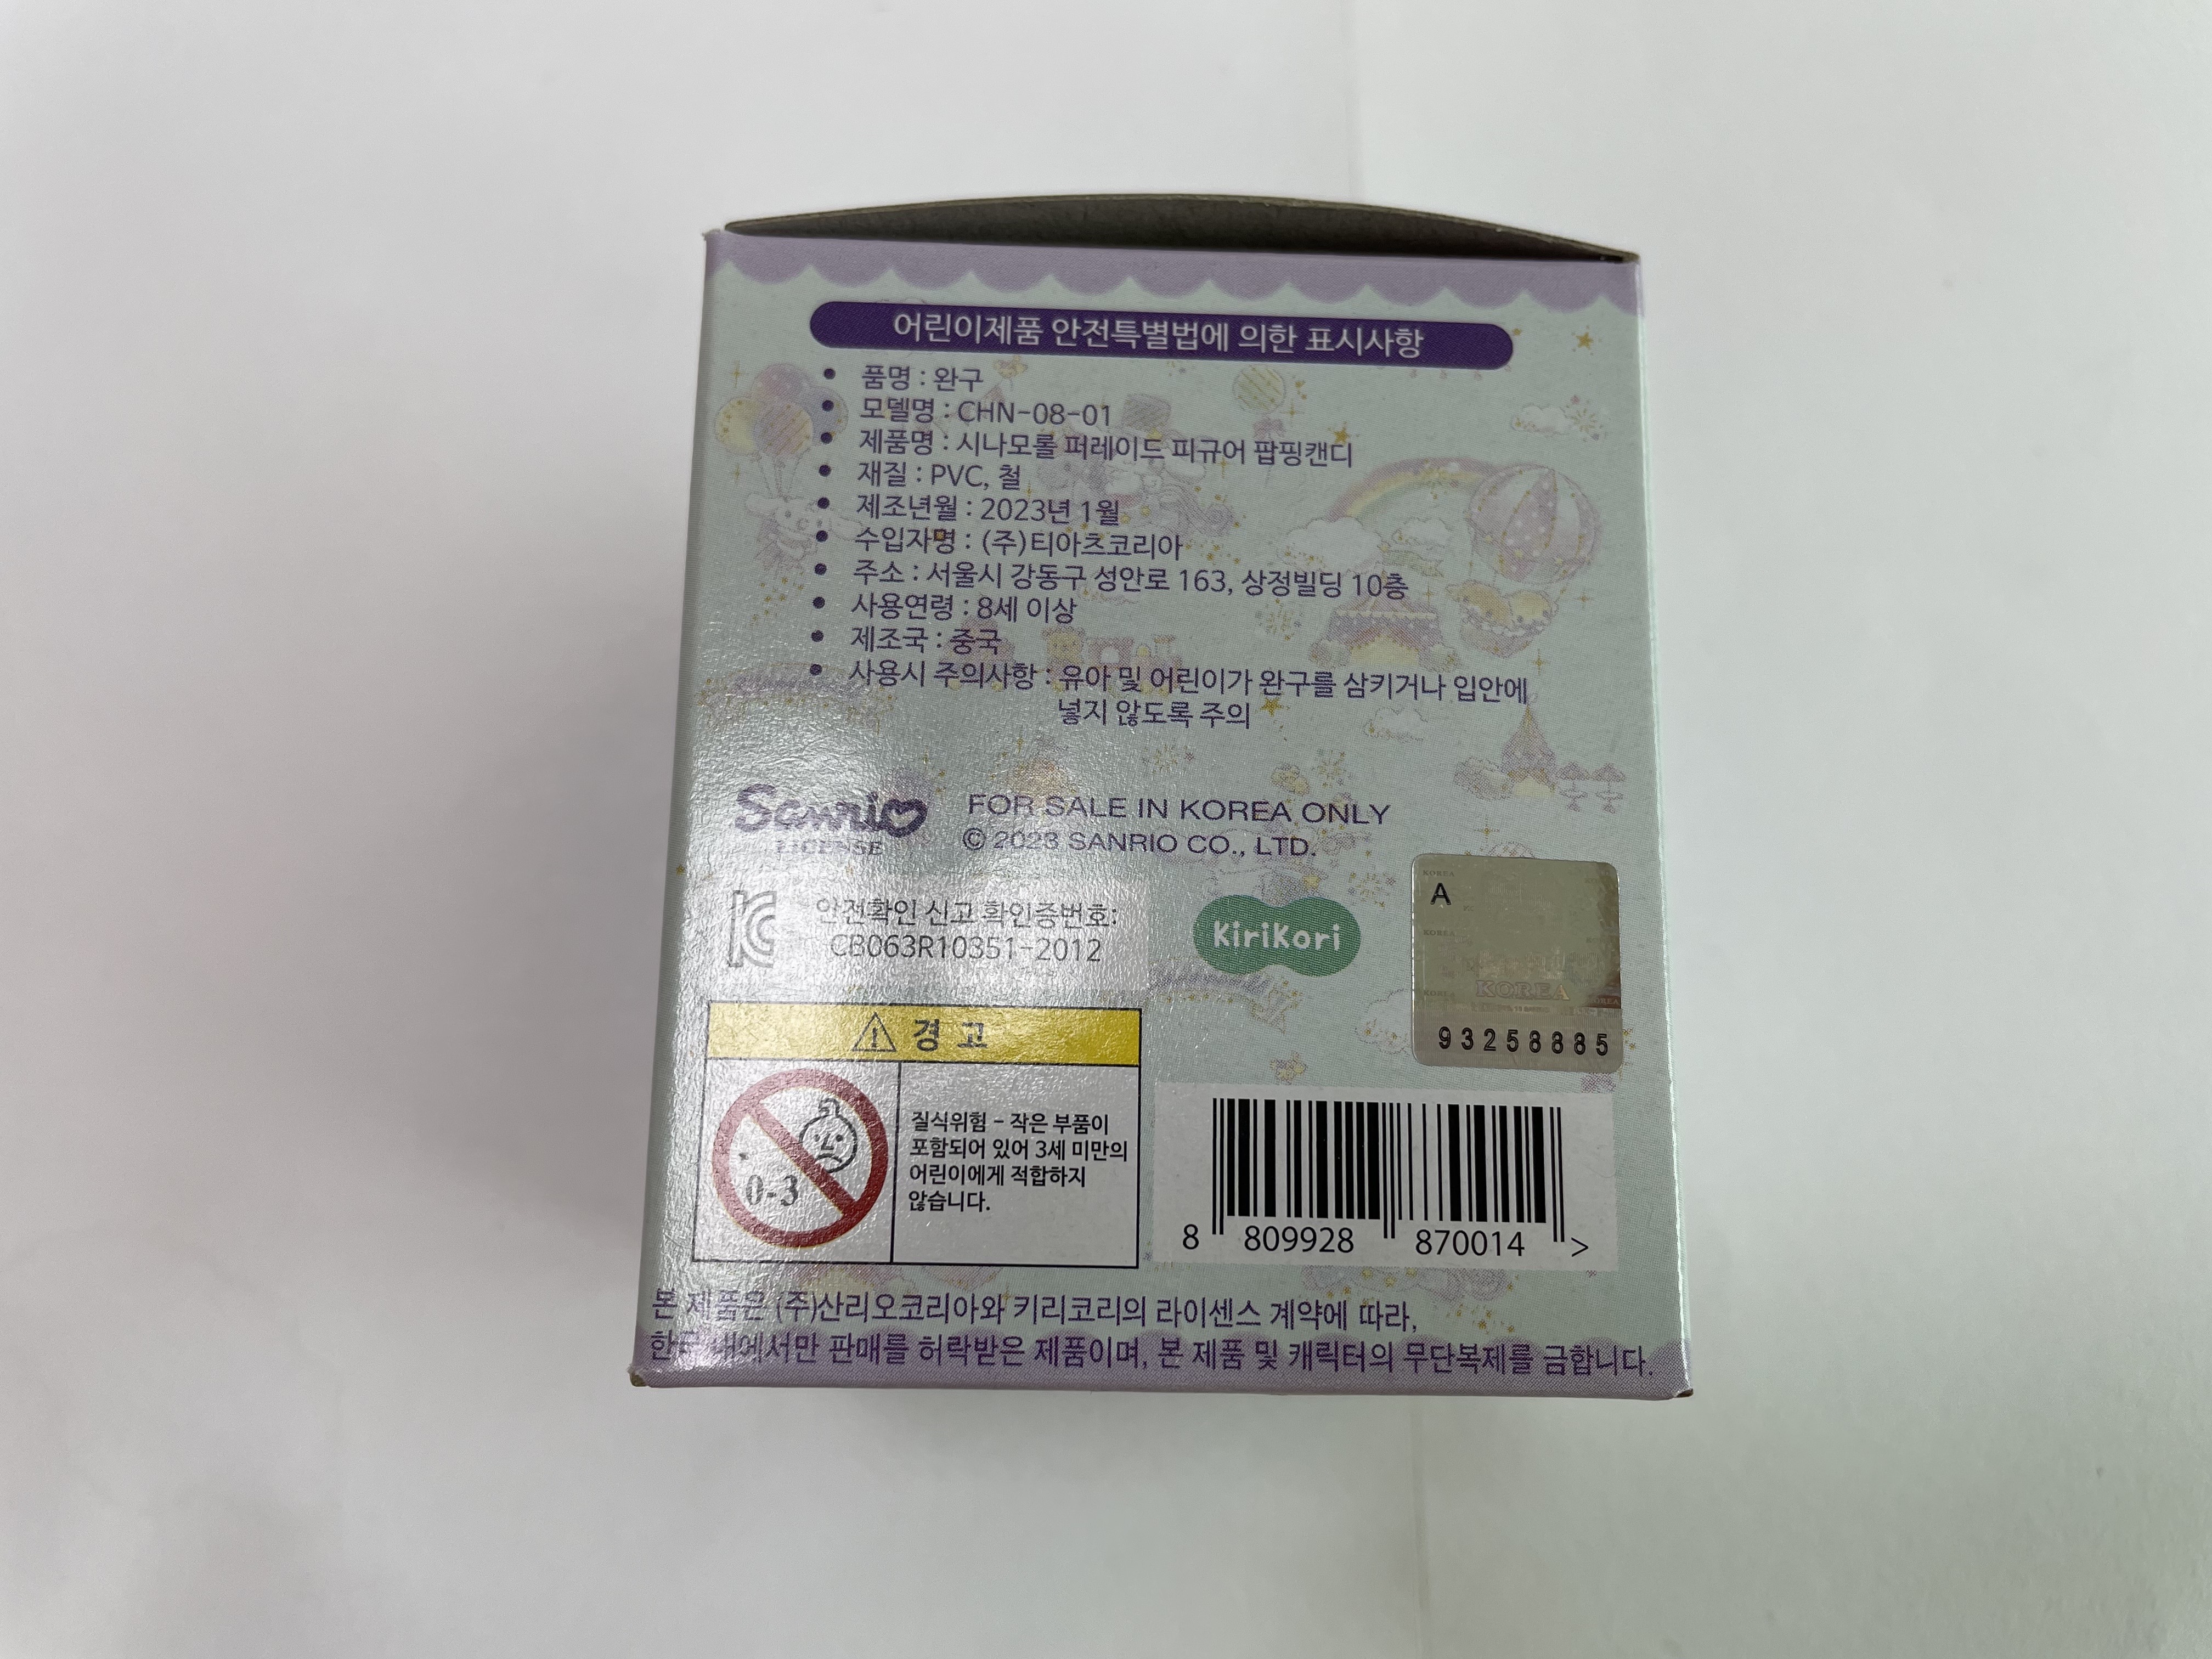 어린이제품 안전특별법에 의한 표시사항
• 품명 : 완구
• 모델명 : CHN-08-01
• 제품명 : 시나모롤 퍼레이드 피규어 팝핑캔디
• 재질 : PVC, 철
• 제조년월 : 2023년 1월
• 수입자명 : (주)티아츠코리아
• 주소 : 서울시 강동구 성안로 163, 상정빌딩 10층
• 사용연령 : 8세 이상
• 제조국 : 중국
• 사용시 주의사항 : 유아 및 어린이가 완구를 삼키거나 입안에
넣지 않도록 주의
Sanrio
LICENSE
FOR SALE IN KOREA ONLY
© 2023 SANRIO CO., LTD.
안전확인 신고 확인증번호:
CB063R10351-2012
KiriKori
A
KOREA
93258885
⚠ 경 고
0-3
질식위험 - 작은 부품이
포함되어 있어 3세 미만의
어린이에게 적합하지
않습니다.
8 809928 870014 >
본 제품은 (주)산리오코리아와 키리코리의 라이센스 계약에 따라,
한국 내에서만 판매를 허락받은 제품이며, 본 제품 및 캐릭터의 무단복제를 금합니다.